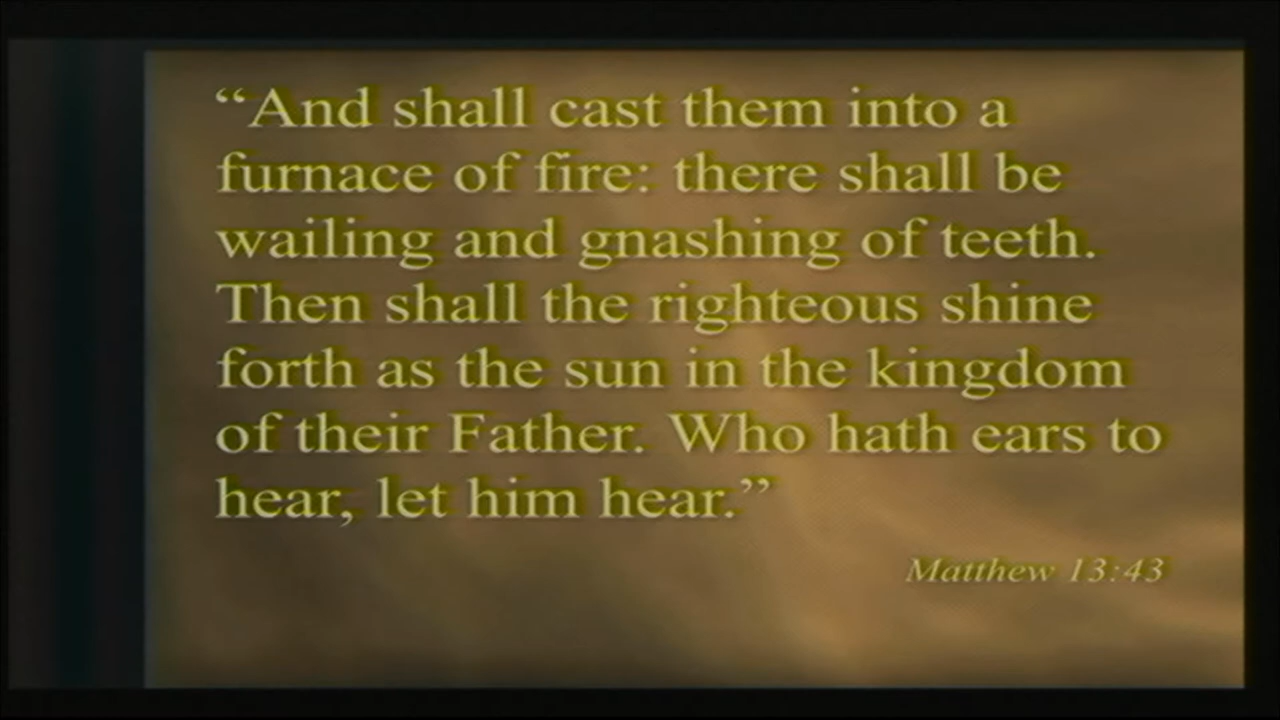 “And shall cast them into a
furnace of fire: there shall be
wailing and gnashing of teeth.
Then shall the righteous shine
forth as the sun in the kingdom
of their Father. Who hath ears to
hear, let him hear.”
Matthew 13:43